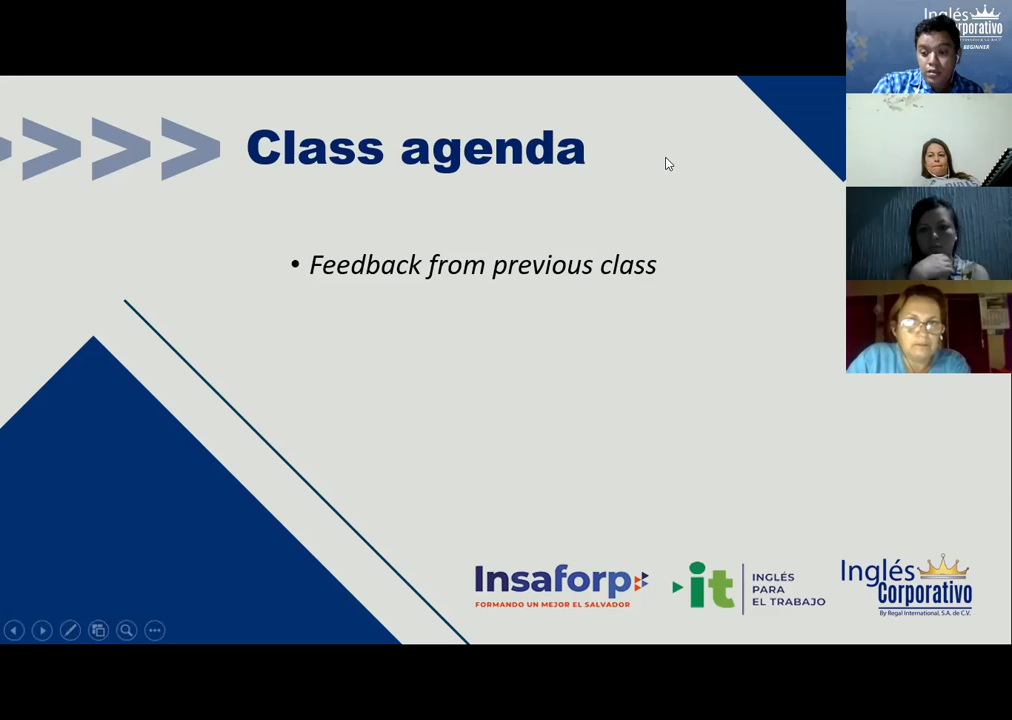 Inglés
Corporativo
BEGINNER
Class agenda
• Feedback from previous class
Insaforp
FORMANDO UN MEJOR EL SALVADOR
it
INGLÉS
PARA
EL TRABAJO
Inglés
Corporativo
By Regal International, S.A. de C.V.